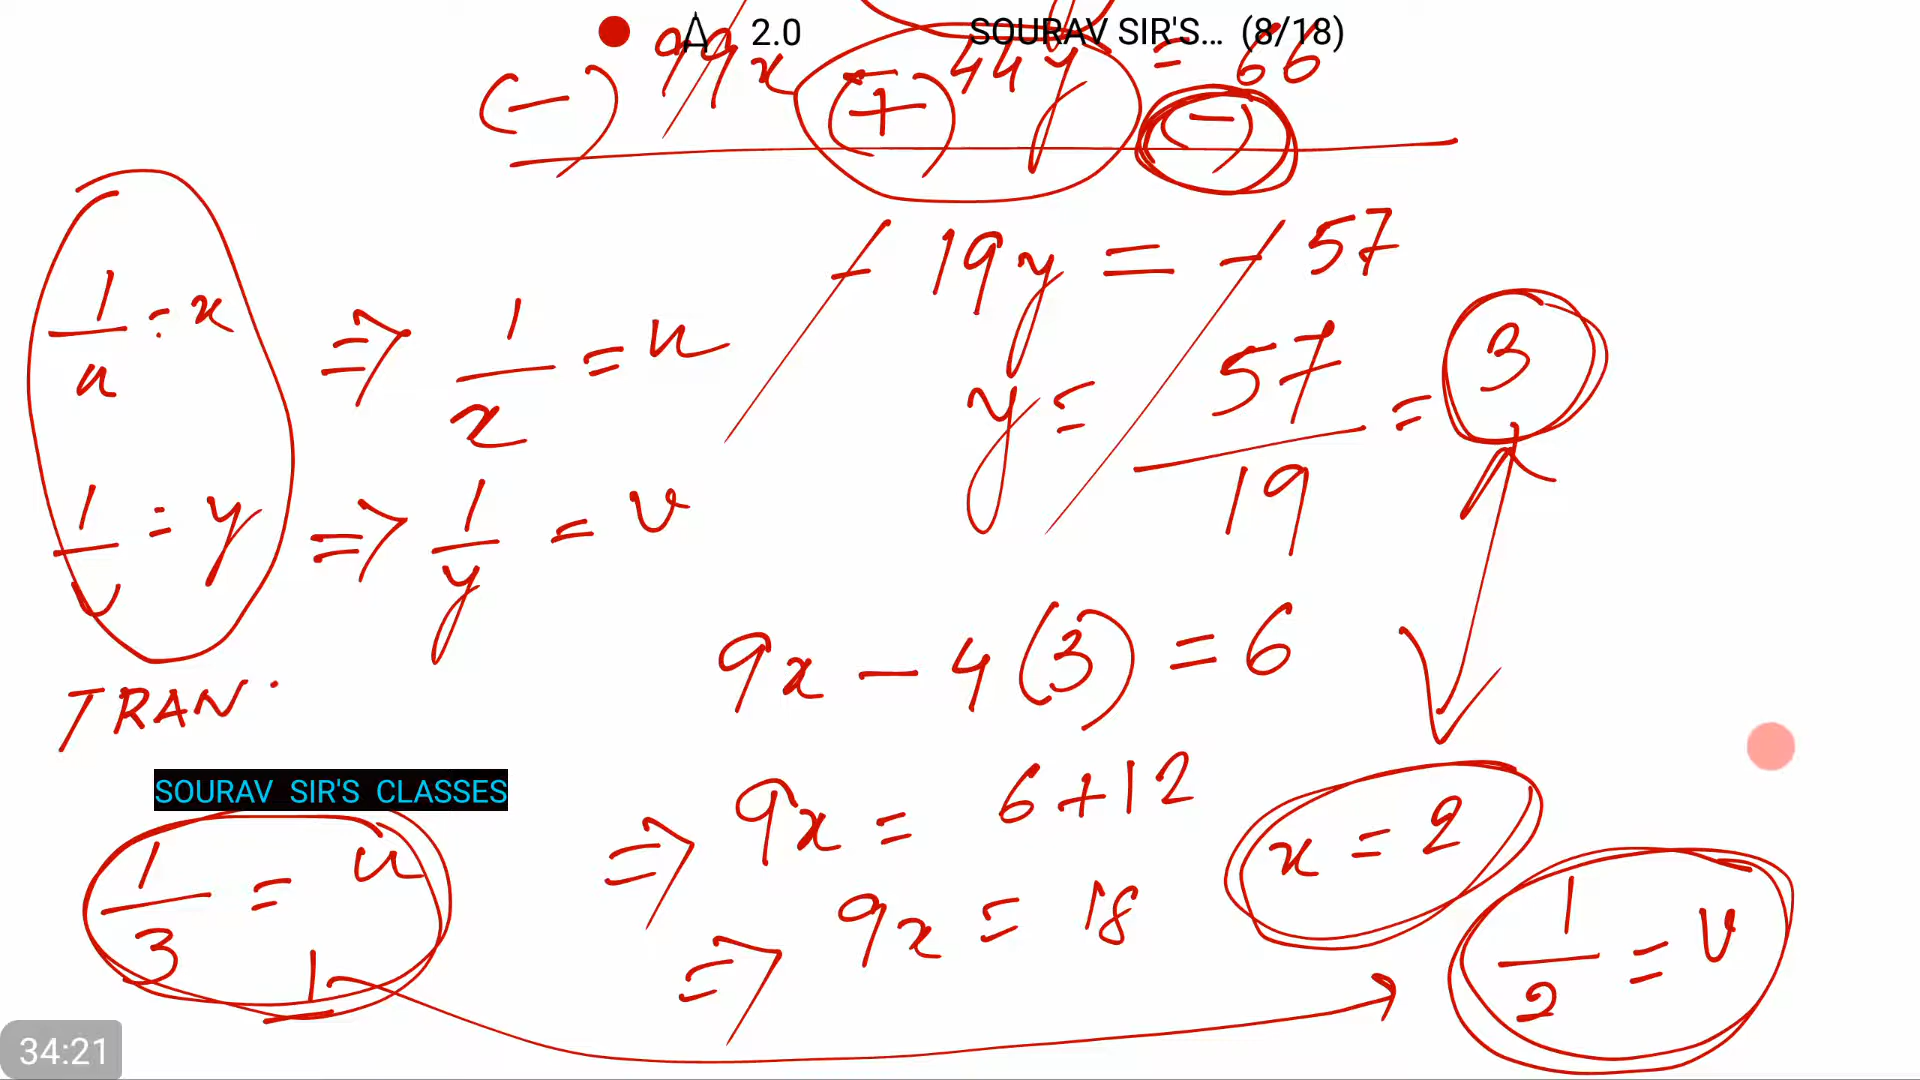 A 2.0 SOURAV SIR'S... (8/18)
99x 44y = 66
(−) (+) (−)
− 19y = − 57
1/u = x ⇒ 1/x = u
y = 57/19 = 3
1/v = y ⇒ 1/y = v
9x − 4(3) = 6
TRAN.
SOURAV SIR'S CLASSES
⇒ 9x = 6+12
x = 2
1/3 = u
⇒ 9x = 18
1/2 = v
34:21